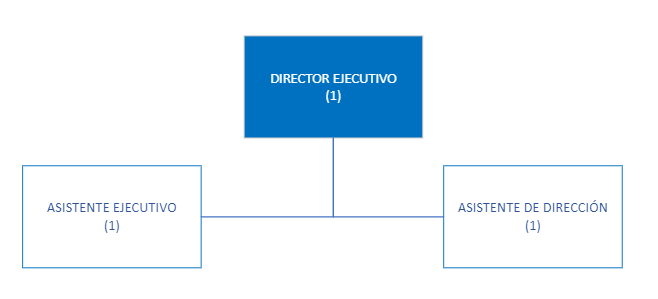 DIRECTOR EJECUTIVO
(1)
ASISTENTE EJECUTIVO
(1)
ASISTENTE DE DIRECCIÓN
(1)